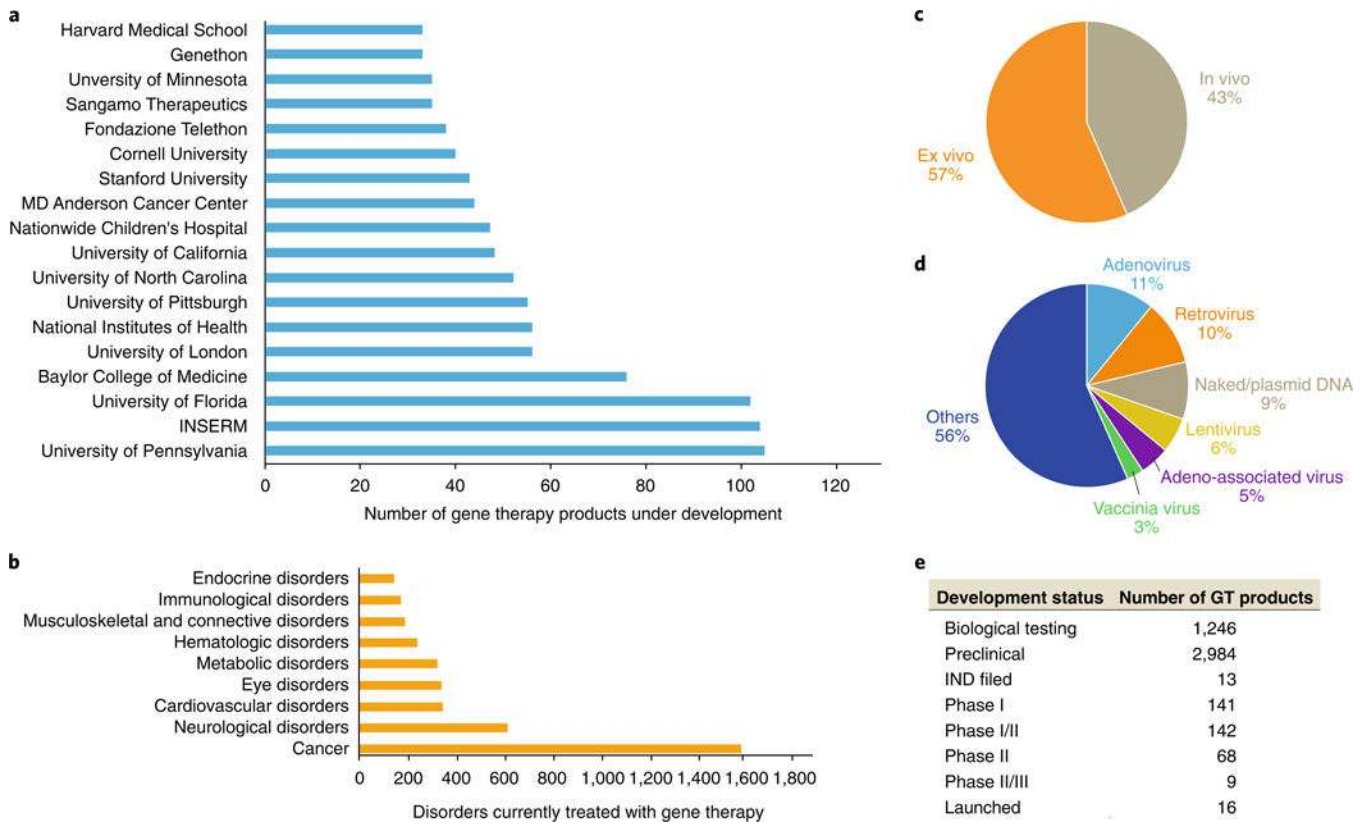 a
Harvard Medical School
Genethon
Unversity of Minnesota
Sangamo Therapeutics
Fondazione Telethon
Cornell University
Stanford University
MD Anderson Cancer Center
Nationwide Children's Hospital
University of California
University of North Carolina
University of Pittsburgh
National Institutes of Health
University of London
Baylor College of Medicine
University of Florida
INSERM
University of Pennsylvania
0 20 40 60 80 100 120
Number of gene therapy products under development
b
Endocrine disorders
Immunological disorders
Musculoskeletal and connective disorders
Hematologic disorders
Metabolic disorders
Eye disorders
Cardiovascular disorders
Neurological disorders
Cancer
0 200 400 600 800 1,000 1,200 1,400 1,600 1,800
Disorders currently treated with gene therapy
c
In vivo
43%
Ex vivo
57%
d
Adenovirus
11%
Retrovirus
10%
Naked/plasmid DNA
9%
Lentivirus
6%
Adeno-associated virus
5%
Vaccinia virus
3%
Others
56%
e
Development status Number of GT products
Biological testing 1,246
Preclinical 2,984
IND filed 13
Phase I 141
Phase I/II 142
Phase II 68
Phase II/III 9
Launched 16